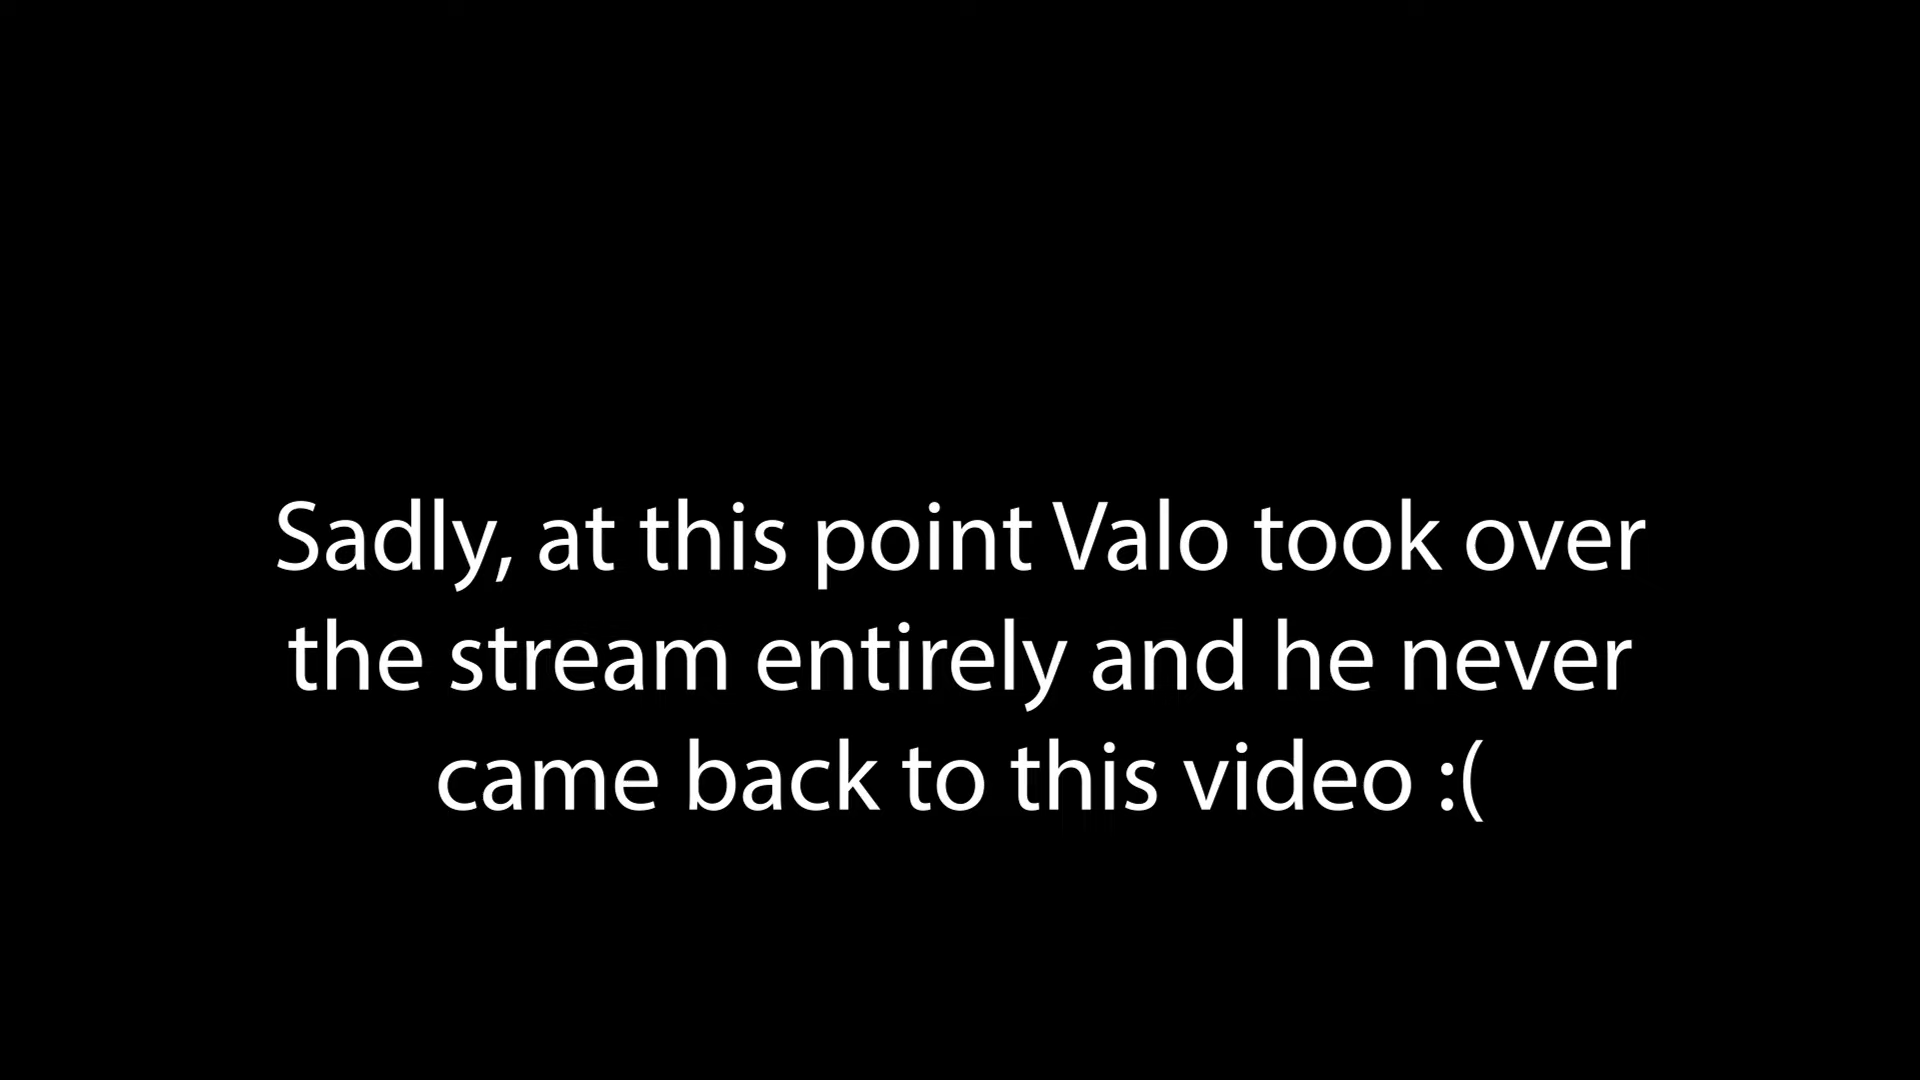 Sadly, at this point Valo took over
the stream entirely and he never
came back to this video :(